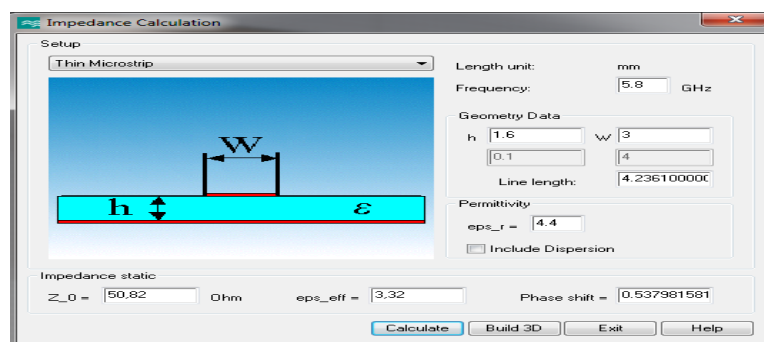 Impedance Calculation
Setup
Thin Microstrip
Length unit: mm
Frequency: 5.8 GHz
Geometry Data
h 1.6 W 3
0.1 4
Line length: 4.236100000
Permittivity
eps_r = 4.4
Include Dispersion
W
h ε
Impedance static
Z_0 = 50,82 Ohm eps_eff = 3,32 Phase shift = 0.537981581
Calculate Build 3D Exit Help